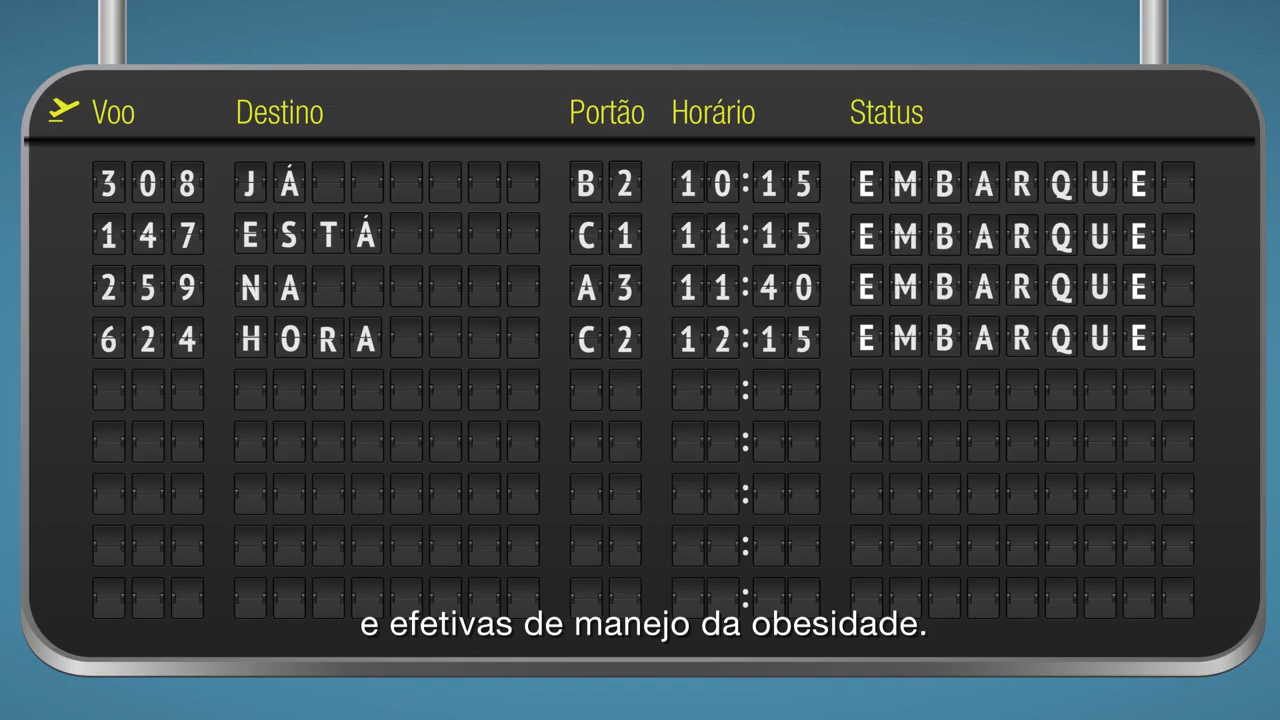 Voo Destino Portão Horário Status
308 JÁ B2 10:15 EMBARQUE
147 ESTÁ C1 11:15 EMBARQUE
259 NA A3 11:40 EMBARQUE
624 HORA C2 12:15 EMBARQUE
:
:
:
:
:
e efetivas de manejo da obesidade.